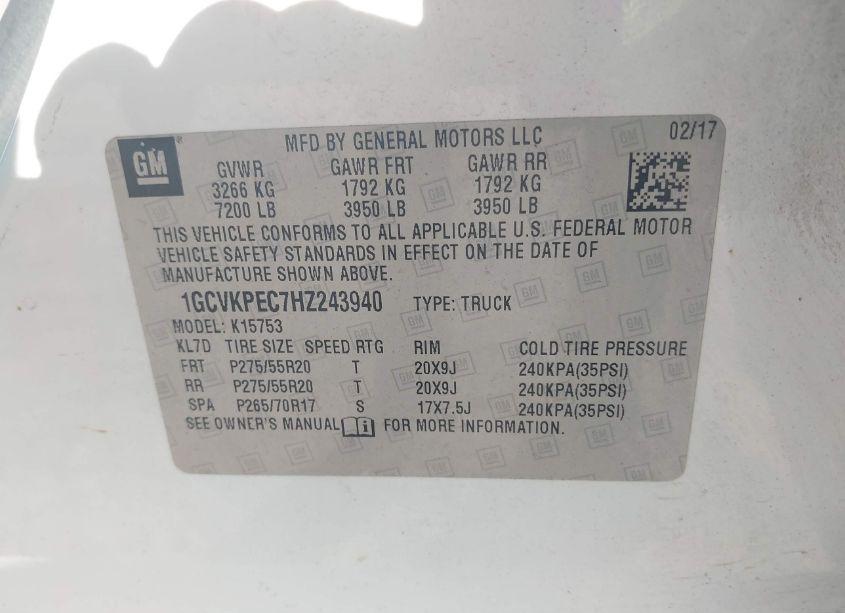 GM
MFD BY GENERAL MOTORS LLC 02/17
GVWR GAWR FRT GAWR RR
3266 KG 1792 KG 1792 KG
7200 LB 3950 LB 3950 LB
THIS VEHICLE CONFORMS TO ALL APPLICABLE U.S. FEDERAL MOTOR
VEHICLE SAFETY STANDARDS IN EFFECT ON THE DATE OF
MANUFACTURE SHOWN ABOVE.
1GCVKPEC7HZ243940 TYPE: TRUCK
MODEL: K15753
KL7D TIRE SIZE SPEED RTG RIM COLD TIRE PRESSURE
FRT P275/55R20 T 20X9J 240KPA(35PSI)
RR P275/55R20 T 20X9J 240KPA(35PSI)
SPA P265/70R17 S 17X7.5J 240KPA(35PSI)
SEE OWNER'S MANUAL i FOR MORE INFORMATION.